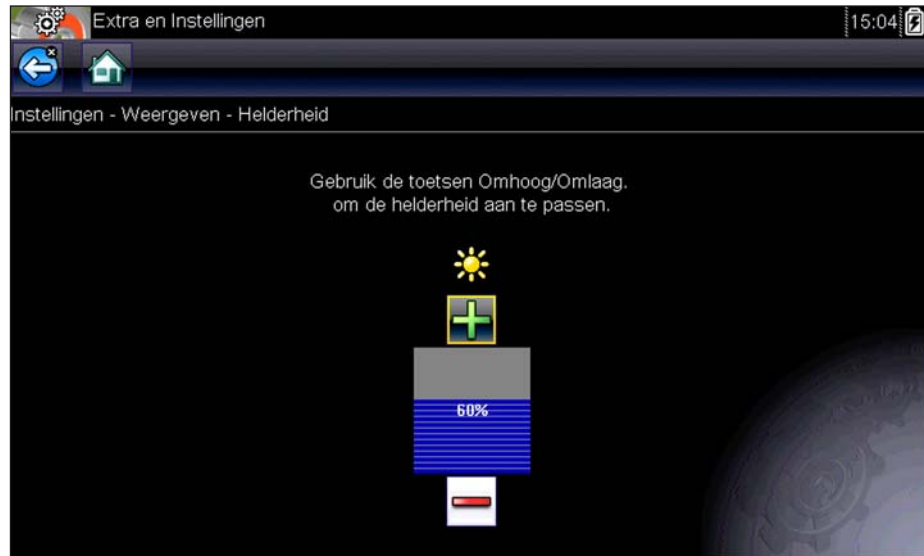 Extra en Instellingen
15:04
Instellingen - Weergeven - Helderheid
Gebruik de toetsen Omhoog/Omlaag.
om de helderheid aan te passen.
60%